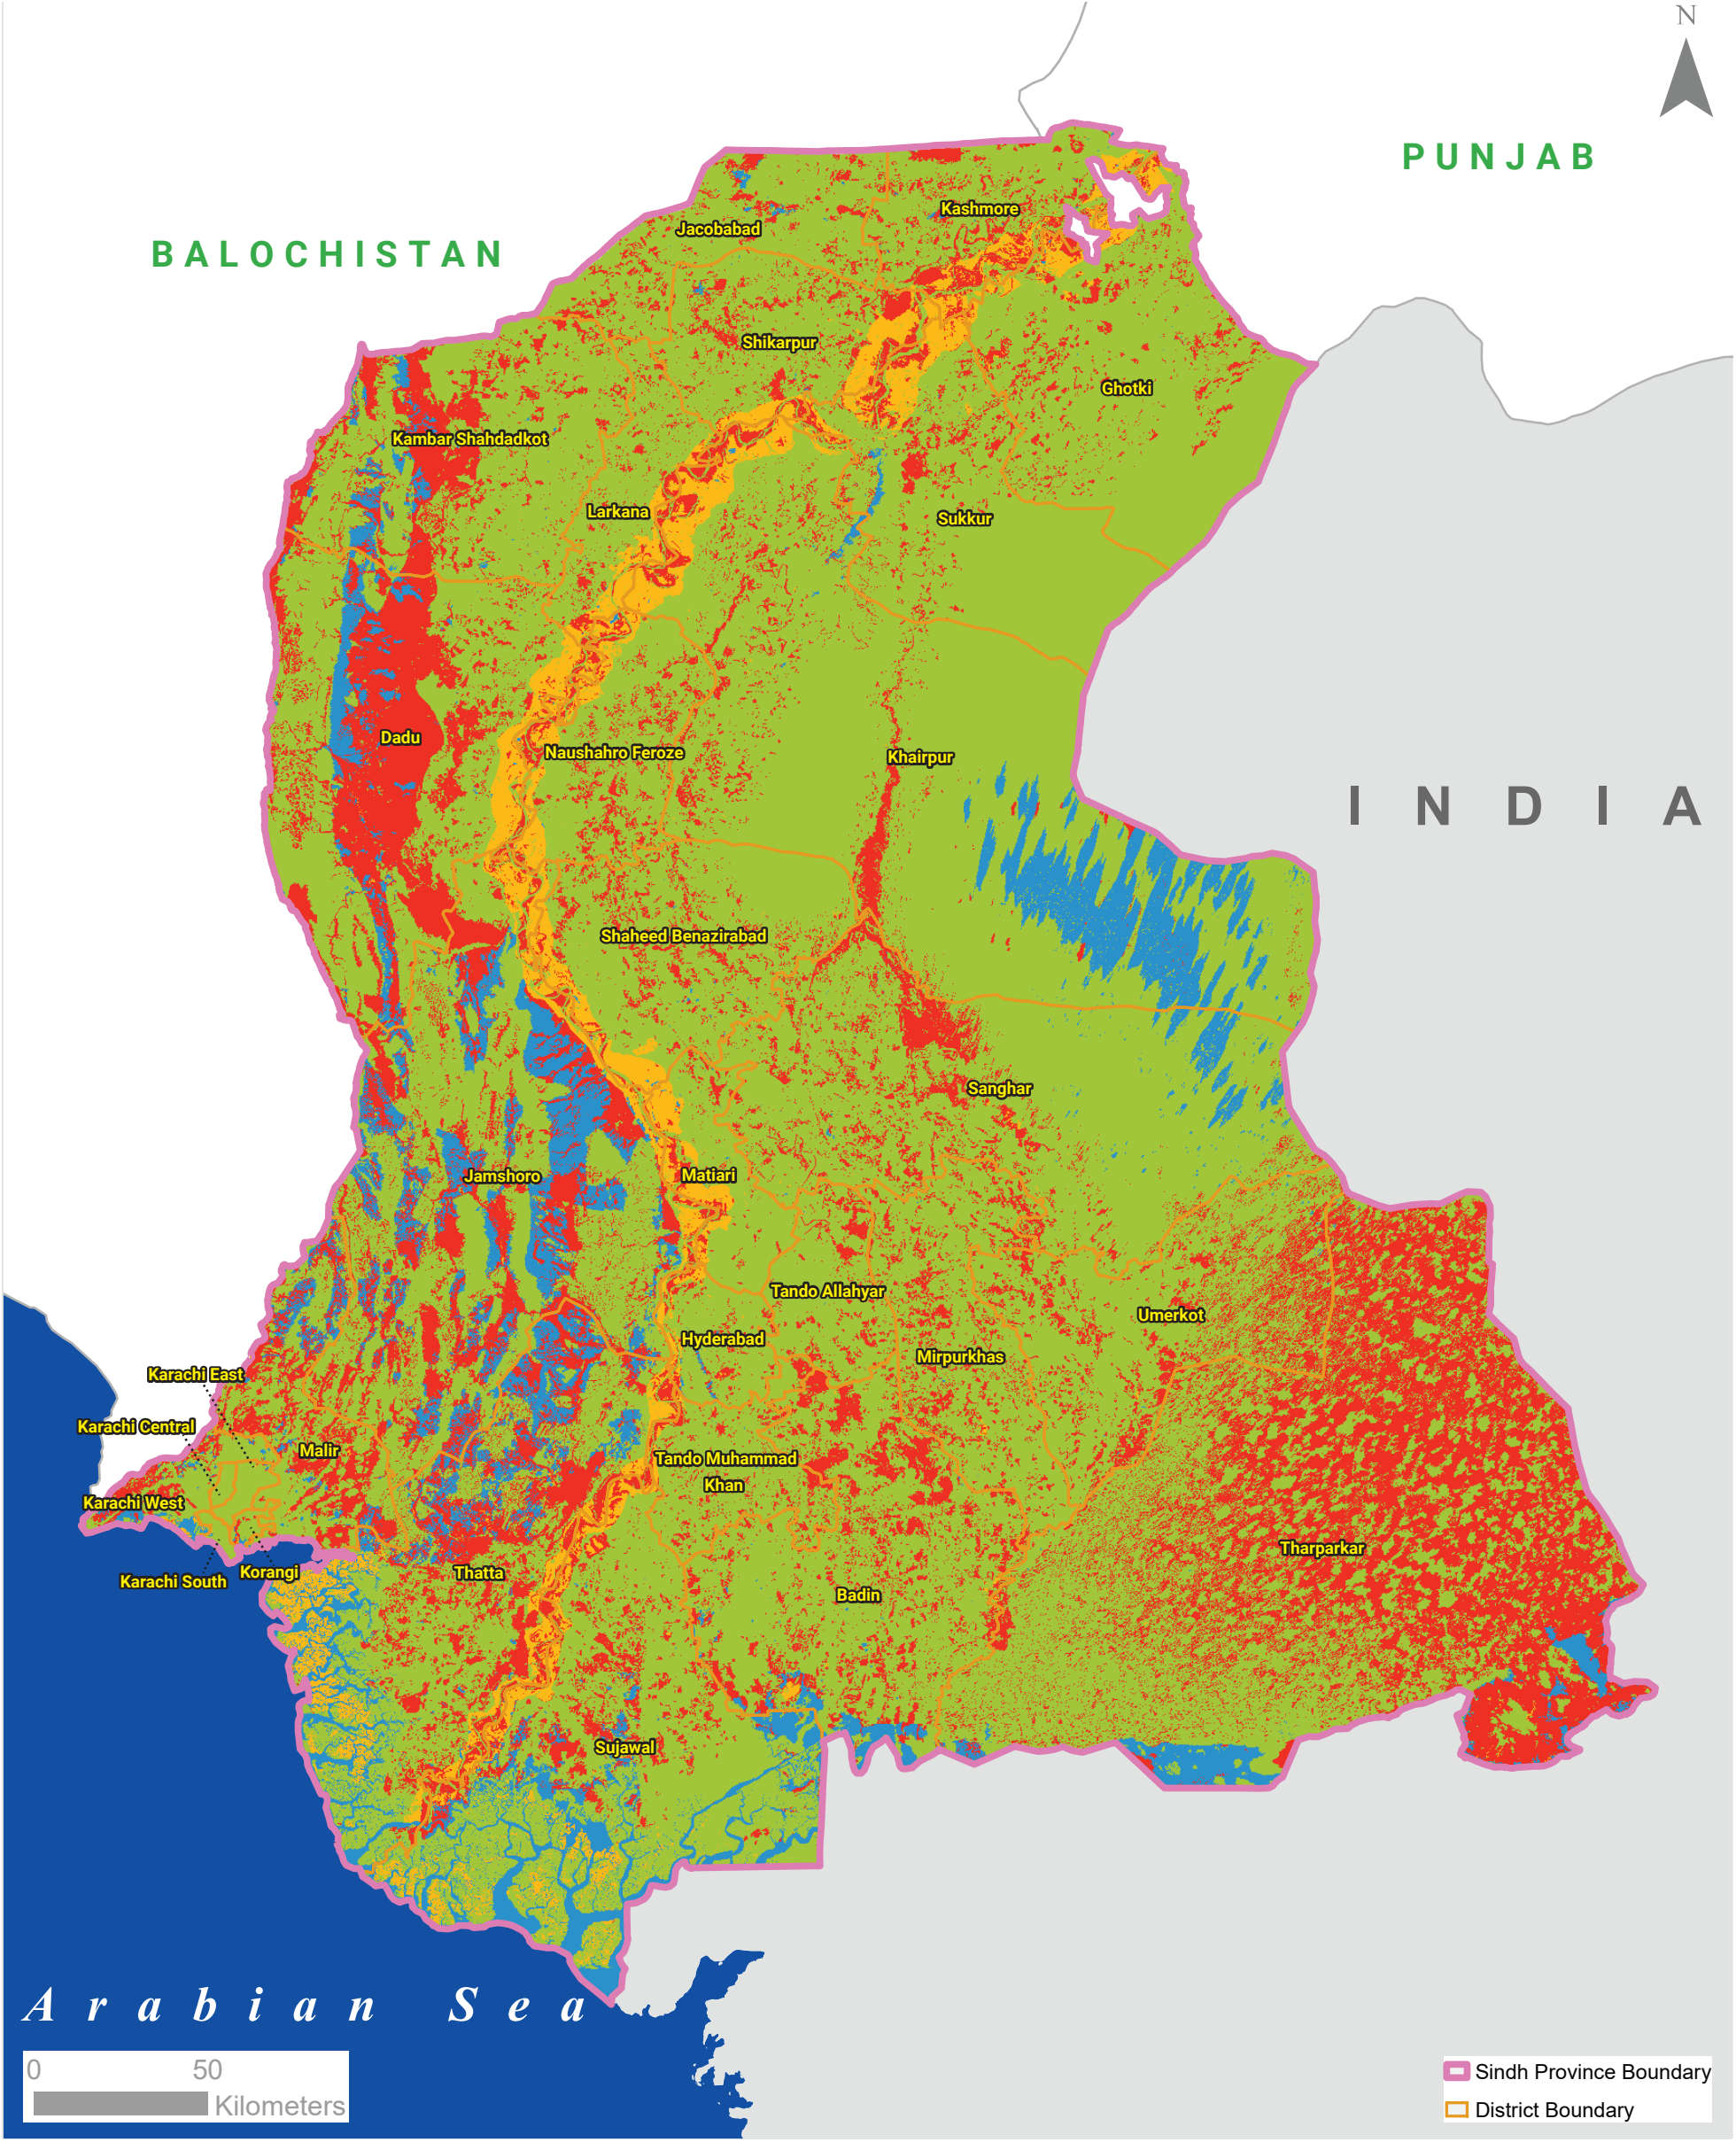 N
PUNJAB
BALOCHISTAN
Kashmore
Jacobabad
Shikarpur
Ghotki
Kambar Shahdadkot
Larkana
Sukkur
Dadu
Naushahro Feroze
Khairpur
INDIA
Shaheed Benazirabad
Sanghar
Jamshoro
Matiari
Tando Allahyar
Umerkot
Hyderabad
Mirpurkhas
Karachi East
Karachi Central
Malir
Tando Muhammad
Khan
Karachi West
Tharparkar
Thatta
Korangi
Karachi South
Badin
Sujawal
Arabian Sea
0 50
Kilometers
Sindh Province Boundary
District Boundary